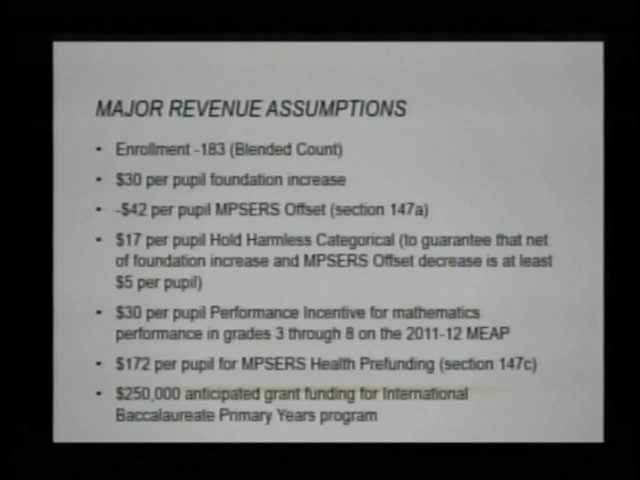 MAJOR REVENUE ASSUMPTIONS
• Enrollment -183 (Blended Count)
• $30 per pupil foundation increase
• -$42 per pupil MPSERS Offset (section 147a)
• $17 per pupil Hold Harmless Categorical (to guarantee that net
of foundation increase and MPSERS Offset decrease is at least
$5 per pupil)
• $30 per pupil Performance Incentive for mathematics
performance in grades 3 through 8 on the 2011-12 MEAP
• $172 per pupil for MPSERS Health Prefunding (section 147c)
• $250,000 anticipated grant funding for International
Baccalaureate Primary Years program